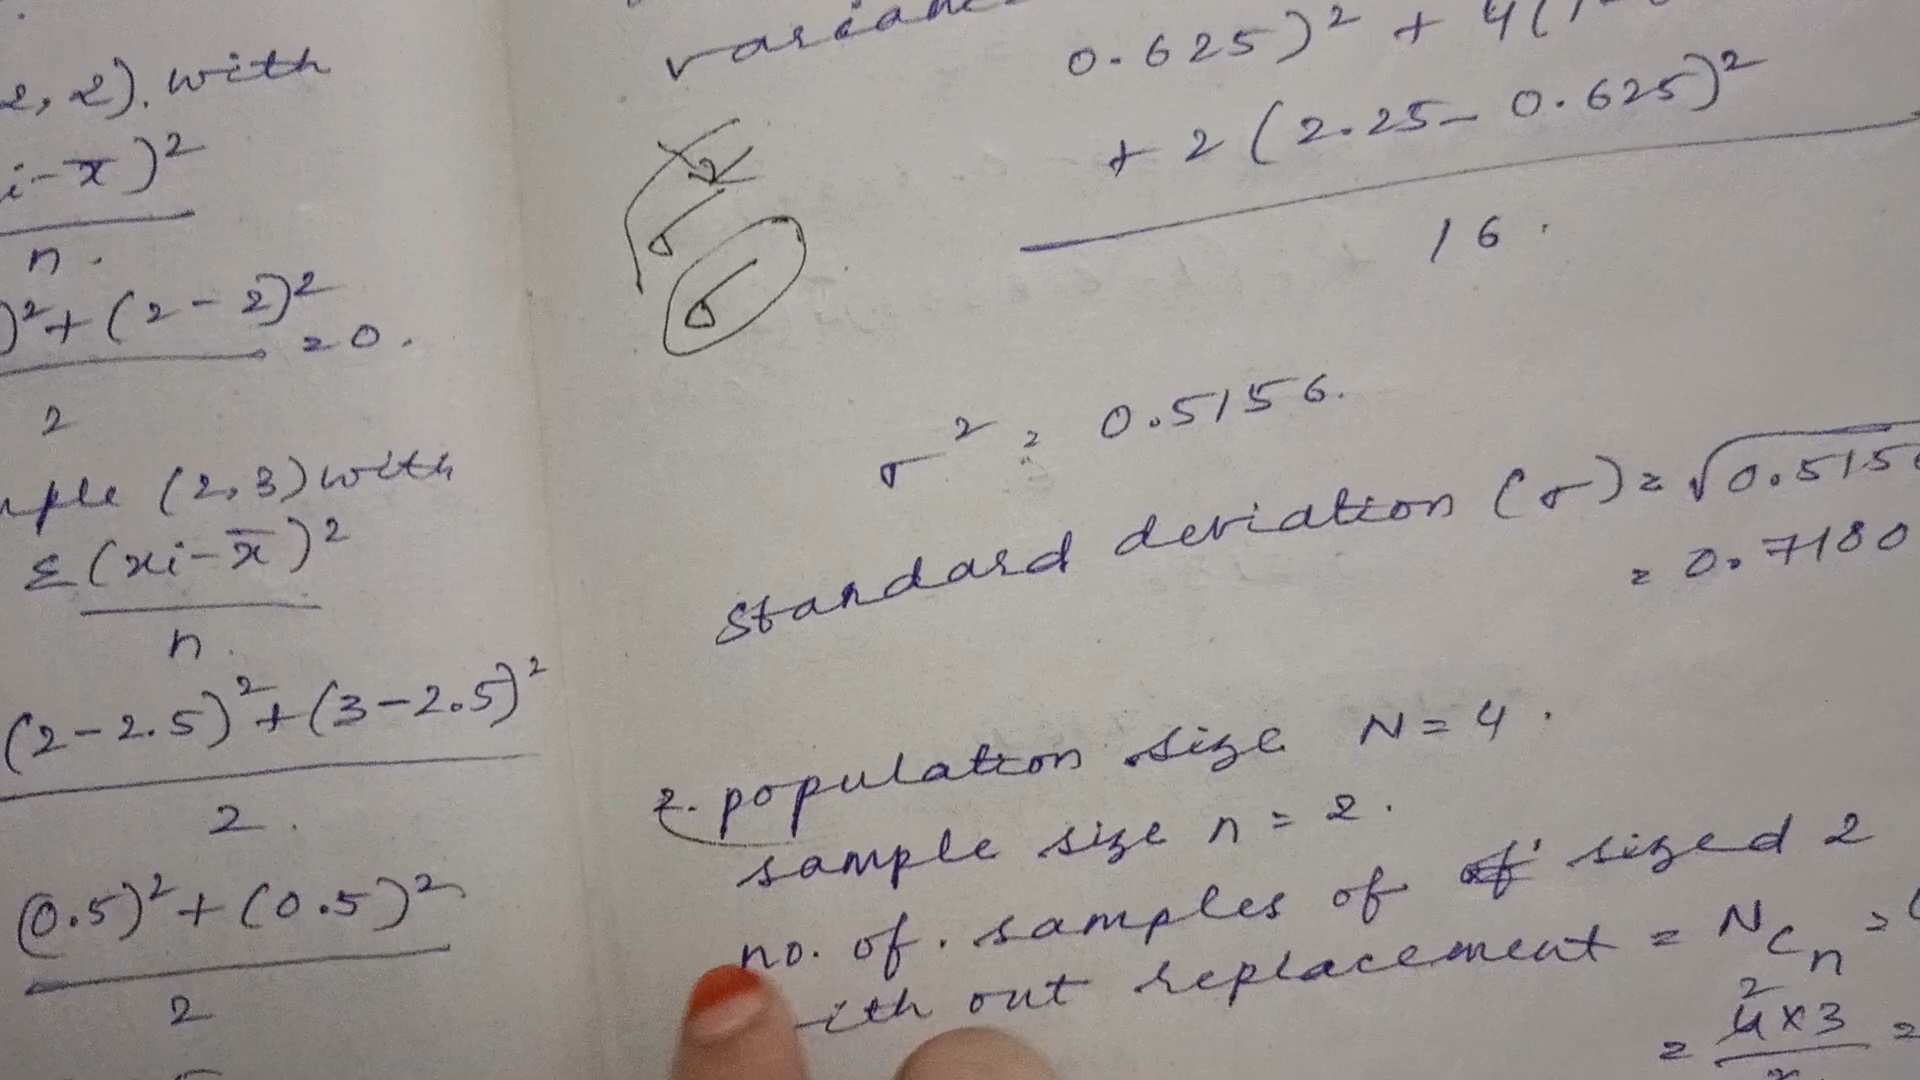 2, 2). with
i - x̄ )²
n.
)² + (2 - 2)²
= 0.
2
mple (2,3) with
Σ (xi - x̄ )²
n.
(2 - 2.5)² + (3 - 2.5)²
2.
(0.5)² + (0.5)²
2
0.625)² + 4(1
+ 2 (2.25 - 0.625)²
16.
σ
σ
σ² = 0.5156.
Standard deviation (σ) = √0.515
= 0.7180
2. population size N = 4.
sample size n = 2.
no. of. samples of sized 2
ith out replacement = N C n =
= 4 x 3 =
2